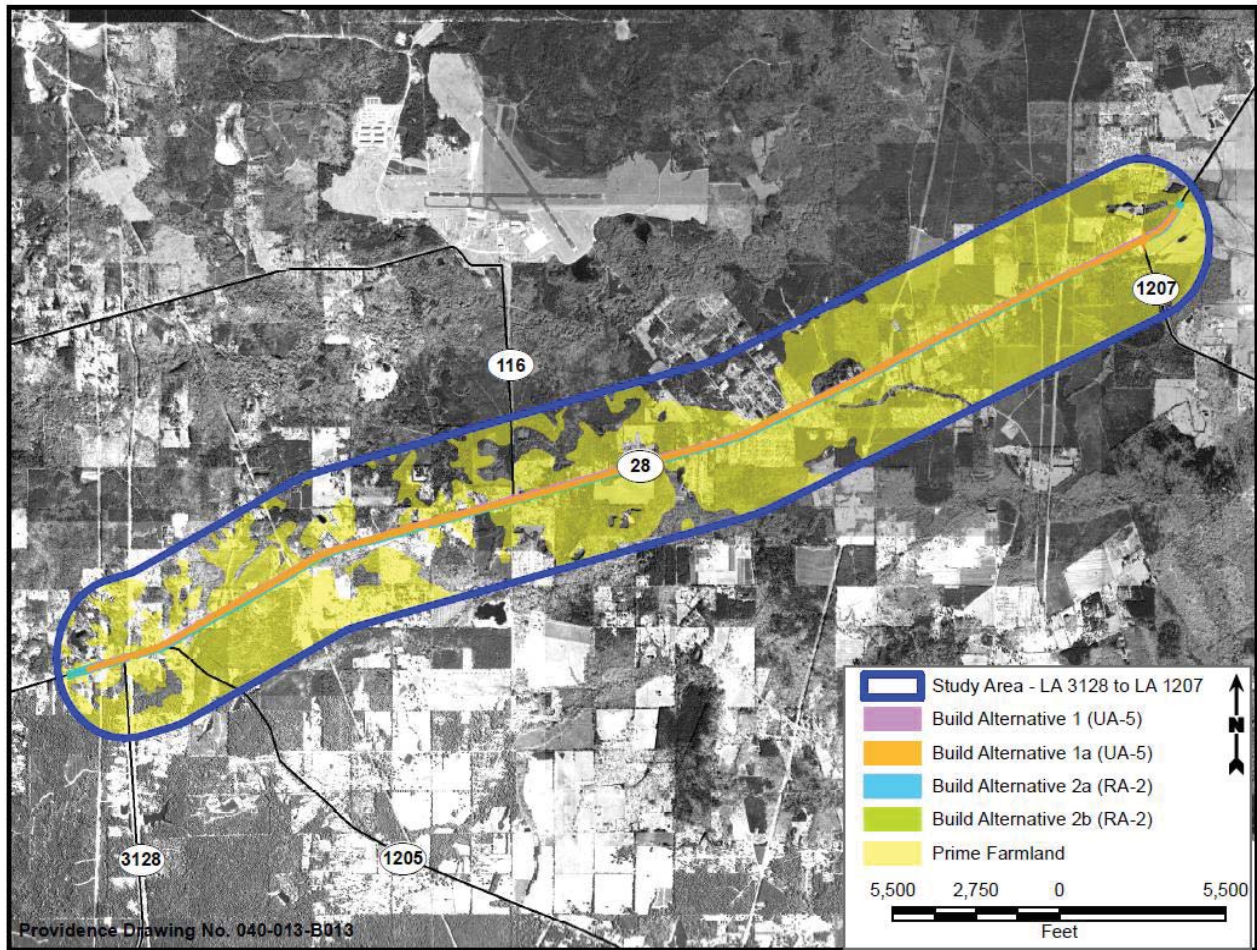 1207
116
28
3128
1205
Study Area - LA 3128 to LA 1207
Build Alternative 1 (UA-5)
Build Alternative 1a (UA-5)
Build Alternative 2a (RA-2)
Build Alternative 2b (RA-2)
Prime Farmland
N
5,500 2,750 0 5,500
Feet
Providence Drawing No. 040-013-B013